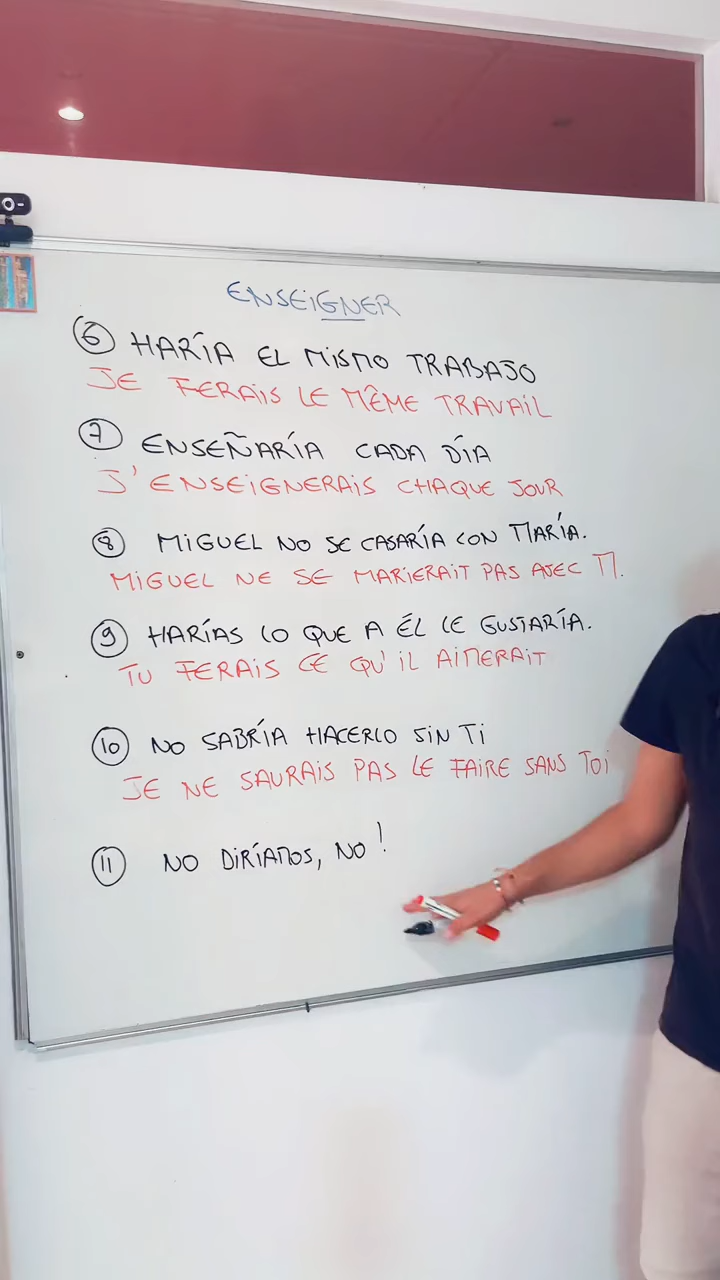 ENSEIGNER
6 HARÍA EL MISMO TRABAJO
JE FERAIS LE MÊME TRAVAIL
7 ENSEÑARÍA CADA DÍA
J'ENSEIGNERAIS CHAQUE JOUR
8 MIGUEL NO SE CASARÍA CON MARÍA.
MIGUEL NE SE MARIERAIT PAS AVEC M.
9 HARÍAS LO QUE A ÉL LE GUSTARÍA.
TU FERAIS CE QU'IL AIMERAIT
10 NO SABRÍA HACERLO SIN TI
JE NE SAURAIS PAS LE FAIRE SANS TOI
11 NO DIRÍAMOS, NO!